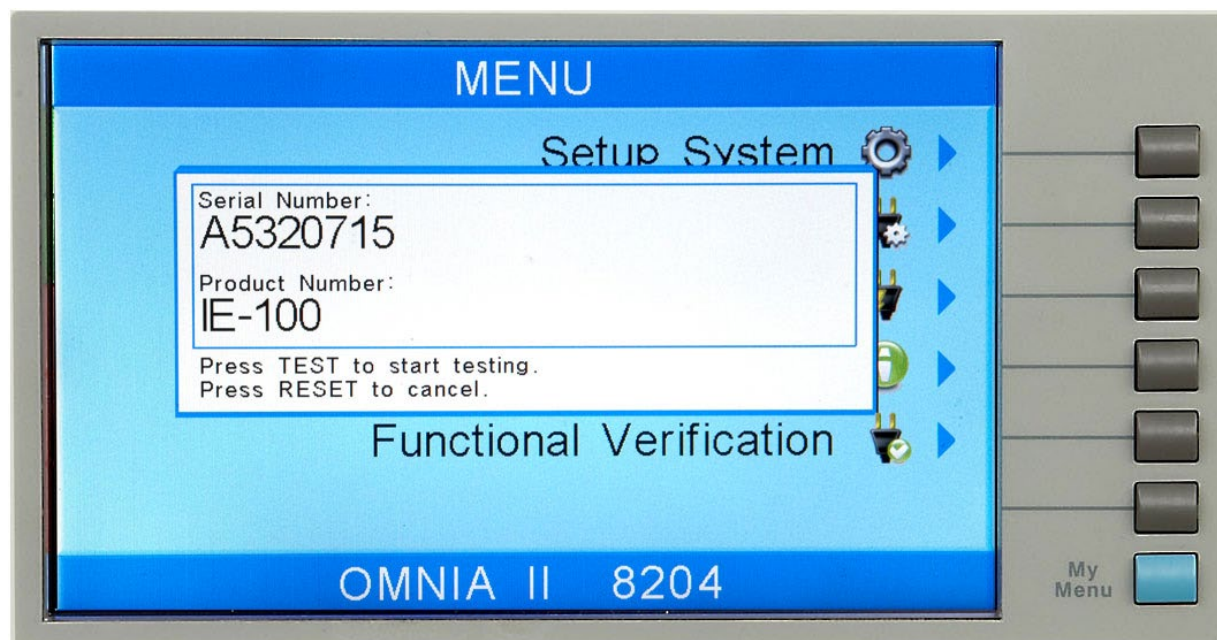 MENU
Setup System
Serial Number:
A5320715
Product Number:
IE-100
Press TEST to start testing.
Press RESET to cancel.
Functional Verification
OMNIA II 8204
My
Menu